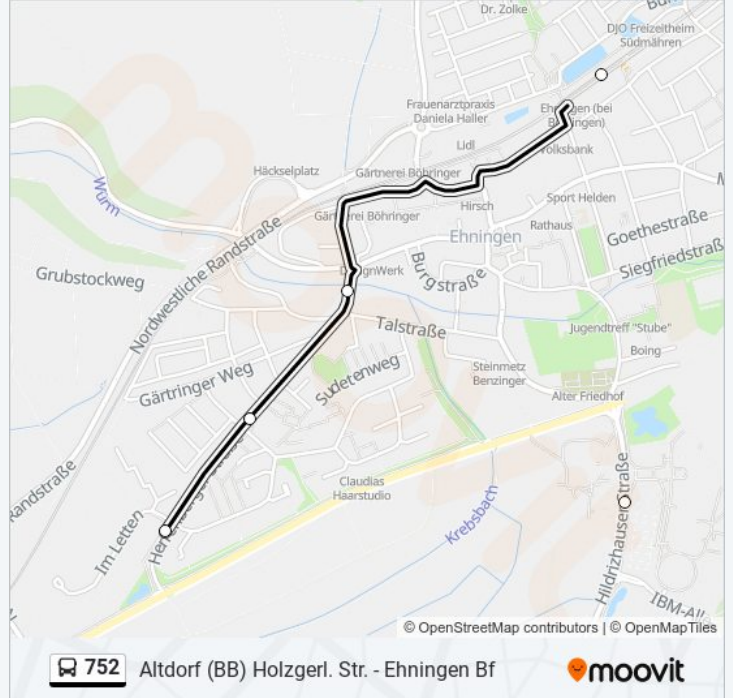 Dr. Zolke
DJO Freizeitheim
Südmähren
Frauenarztpraxis
Daniela Haller
Ehningen (bei
Böblingen)
Lidl
Volksbank
Häckselplatz
Gärtnerei Böhringer
Würm
Hirsch
Sport Helden
Gärtnerei Böhringer
Rathaus
Goethestraße
Ehningen
Nordwestliche Randstraße
DesignWerk
Burgstraße
Siegfriedstraß
Grubstockweg
Talstraße
Jugendtreff "Stube"
Boing
Steinmetz
Benzinger
Gärtringer Weg
Sudetenweg
Alter Friedhof
Randstraße
Claudias
Haarstudio
Krebsbach
Hildrizhauser Straße
Im Letten
IBM-All
© OpenStreetMap contributors | © OpenMapTiles
752 Altdorf (BB) Holzgerl. Str. - Ehningen Bf
moovit